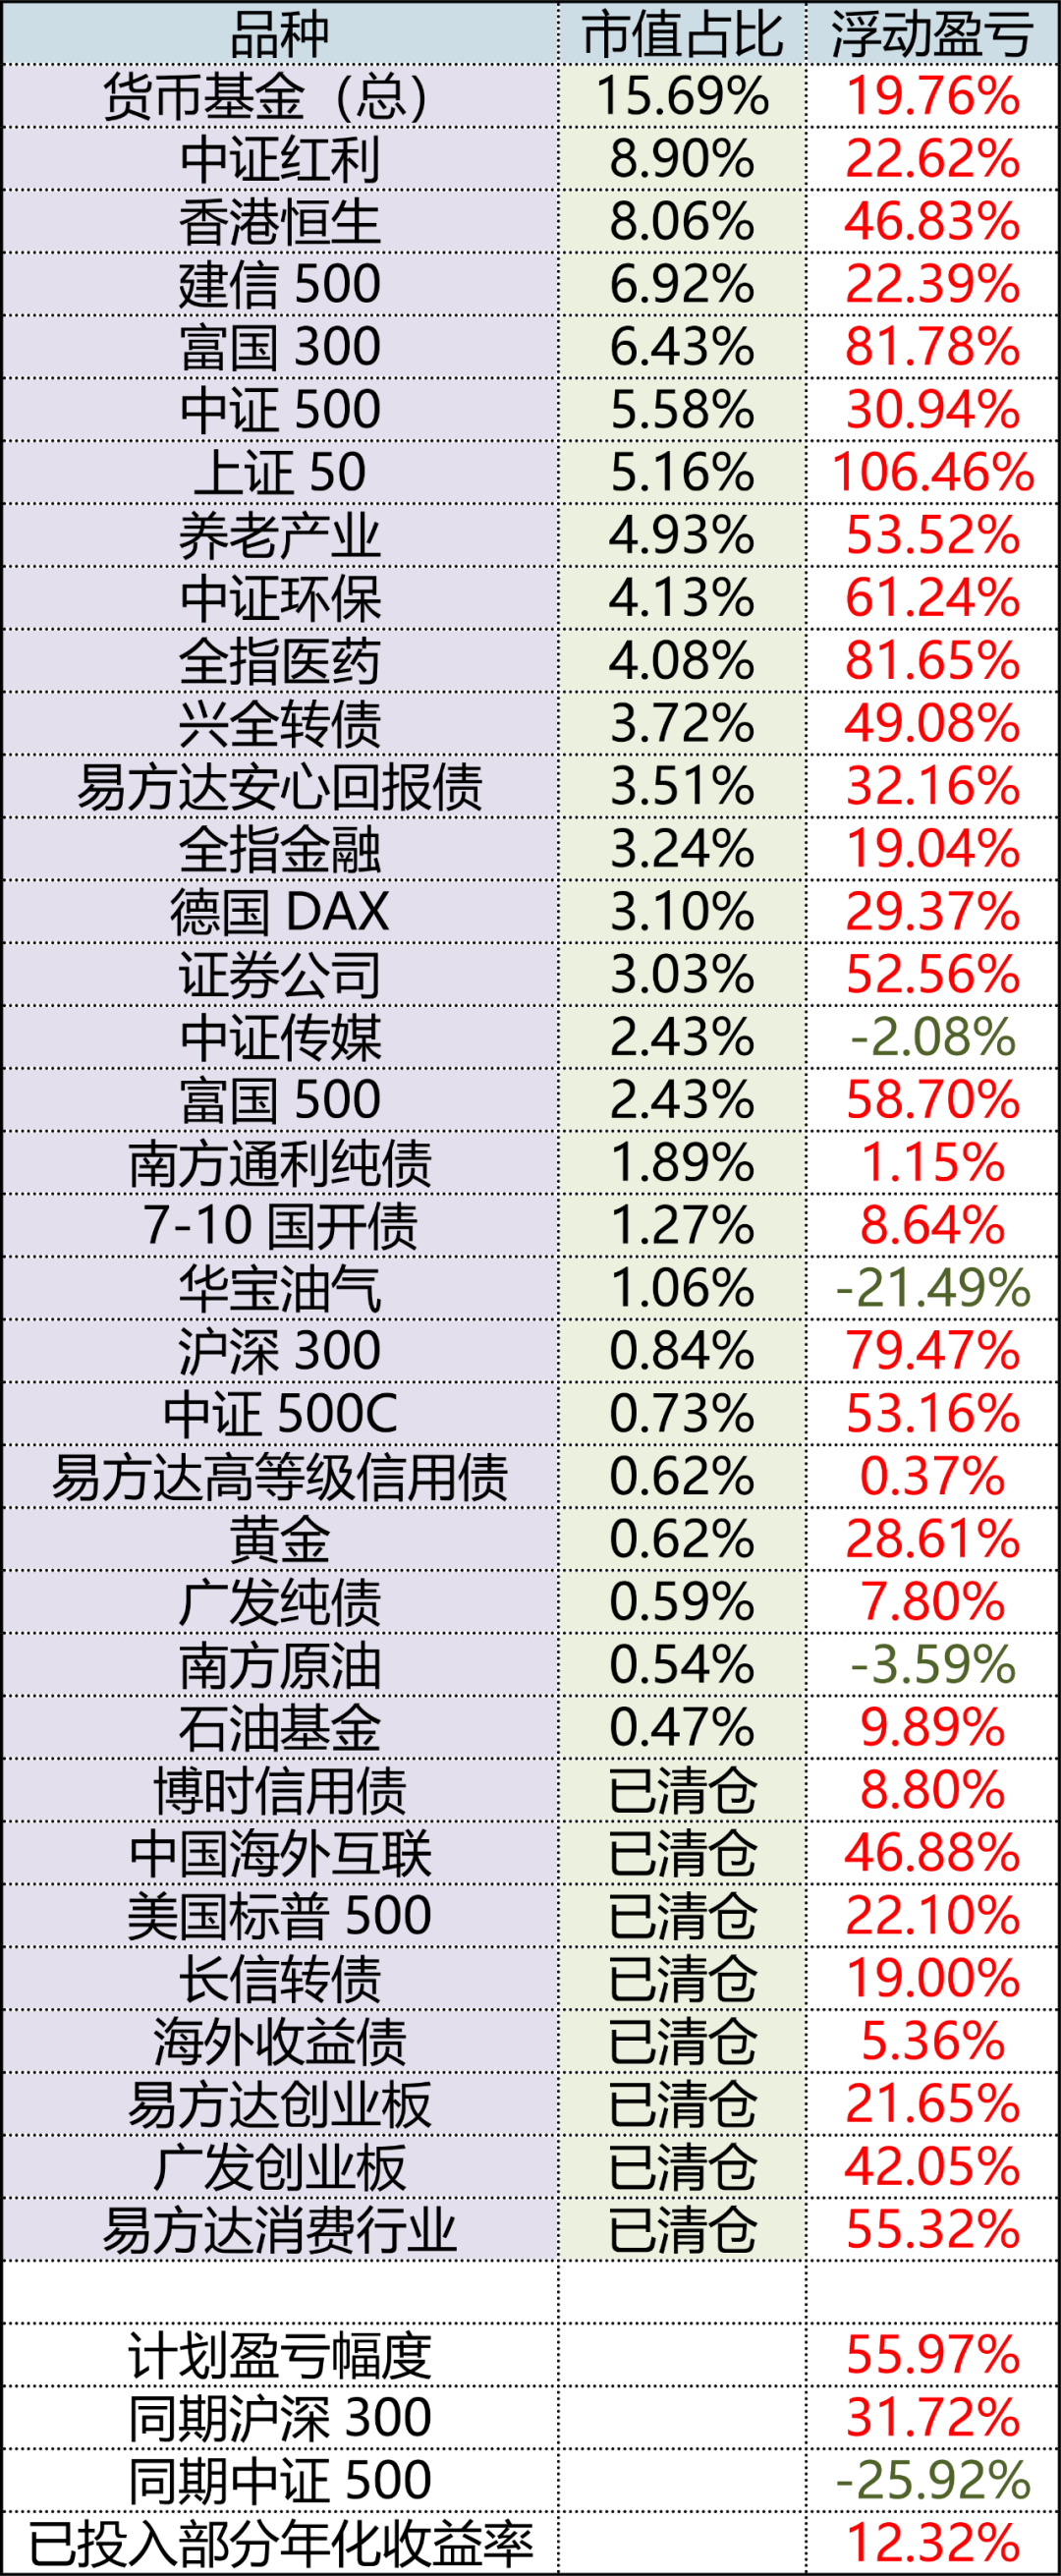 品种 市值占比 浮动盈亏
货币基金（总） 15.69% 19.76%
中证红利 8.90% 22.62%
香港恒生 8.06% 46.83%
建信 500 6.92% 22.39%
富国 300 6.43% 81.78%
中证 500 5.58% 30.94%
上证 50 5.16% 106.46%
养老产业 4.93% 53.52%
中证环保 4.13% 61.24%
全指医药 4.08% 81.65%
兴全转债 3.72% 49.08%
易方达安心回报债 3.51% 32.16%
全指金融 3.24% 19.04%
德国 DAX 3.10% 29.37%
证券公司 3.03% 52.56%
中证传媒 2.43% -2.08%
富国 500 2.43% 58.70%
南方通利纯债 1.89% 1.15%
7-10 国开债 1.27% 8.64%
华宝油气 1.06% -21.49%
沪深 300 0.84% 79.47%
中证 500C 0.73% 53.16%
易方达高等级信用债 0.62% 0.37%
黄金 0.62% 28.61%
广发纯债 0.59% 7.80%
南方原油 0.54% -3.59%
石油基金 0.47% 9.89%
博时信用债 已清仓 8.80%
中国海外互联 已清仓 46.88%
美国标普 500 已清仓 22.10%
长信转债 已清仓 19.00%
海外收益债 已清仓 5.36%
易方达创业板 已清仓 21.65%
广发创业板 已清仓 42.05%
易方达消费行业 已清仓 55.32%
计划盈亏幅度 55.97%
同期沪深 300 31.72%
同期中证 500 -25.92%
已投入部分年化收益率 12.32%